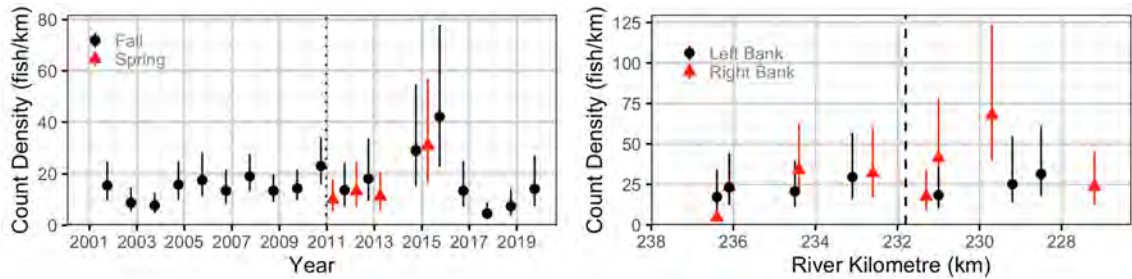 Count Density (fish/km)
80
60
40
20
0
Fall
Spring
2001 2003 2005 2007 2009 2011 2013 2015 2017 2019
Year
Count Density (fish/km)
125
100
75
50
25
0
Left Bank
Right Bank
238 236 234 232 230 228
River Kilometre (km)